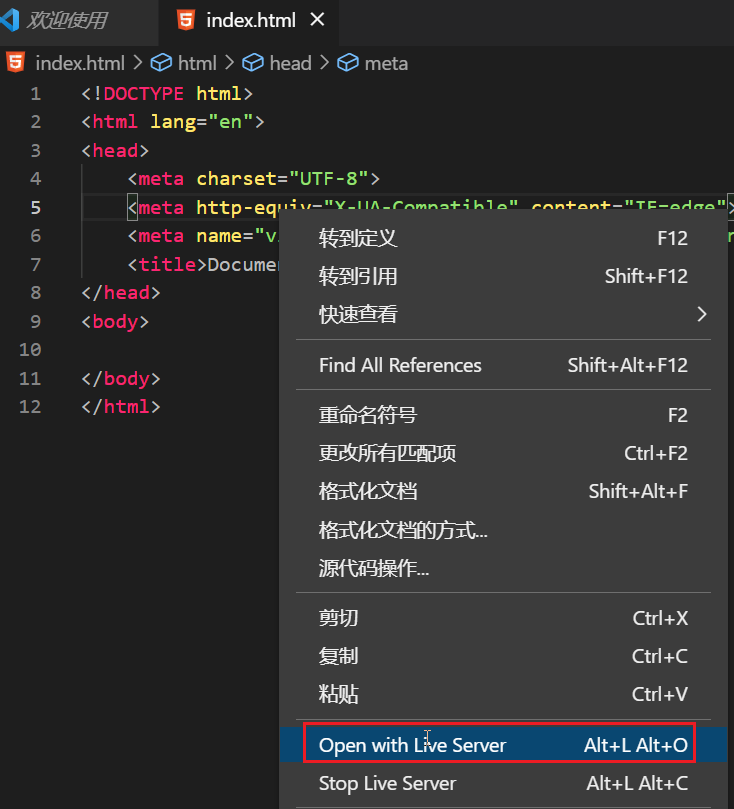 欢迎使用 index.html
index.html > html > head > meta
1 <!DOCTYPE html>
2 <html lang="en">
3 <head>
4 <meta charset="UTF-8">
5 <meta http-equiv="X-UA-Compatible" content="IE=edge">
6 <meta name="v
7 <title>Docume
8 </head>
9 <body>
10
11 </body>
12 </html>
转到定义 F12
转到引用 Shift+F12
快速查看
Find All References Shift+Alt+F12
重命名符号 F2
更改所有匹配项 Ctrl+F2
格式化文档 Shift+Alt+F
格式化文档的方式...
源代码操作...
剪切 Ctrl+X
复制 Ctrl+C
粘贴 Ctrl+V
Open with Live Server Alt+L Alt+O
Stop Live Server Alt+L Alt+C